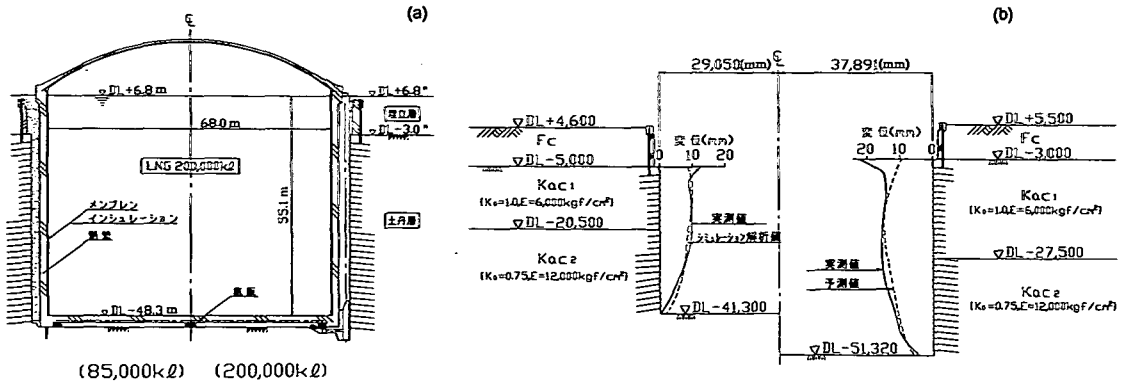 (a)
℄
DL+6.8m
DL+6.8m
埋立層
68.0m
DL-3.0m
LNG 200,000kℓ
55.1m
メンブレン
インシュレーション
側壁
土丹層
底版
DL-48.3m
(85,000kℓ) (200,000kℓ)
(b)
℄
29,050(mm)
37,891(mm)
DL+4,600
DL+5,500
Fc
変位(mm)
0 10 20
変位(mm)
20 10 0
DL-5,000
DL-3,000
Kac1
(K₀=1.0,E=6,000kgf/cm²)
Kac1
(K₀=1.0,E=6,000kgf/cm²)
DL-20,500
実測値
シミュレーション解析値
DL-27,500
Kac2
(K₀=0.75,E=12,000kgf/cm²)
実測値
予測値
Kac2
(K₀=0.75,E=12,000kgf/cm²)
DL-41,300
DL-51,320